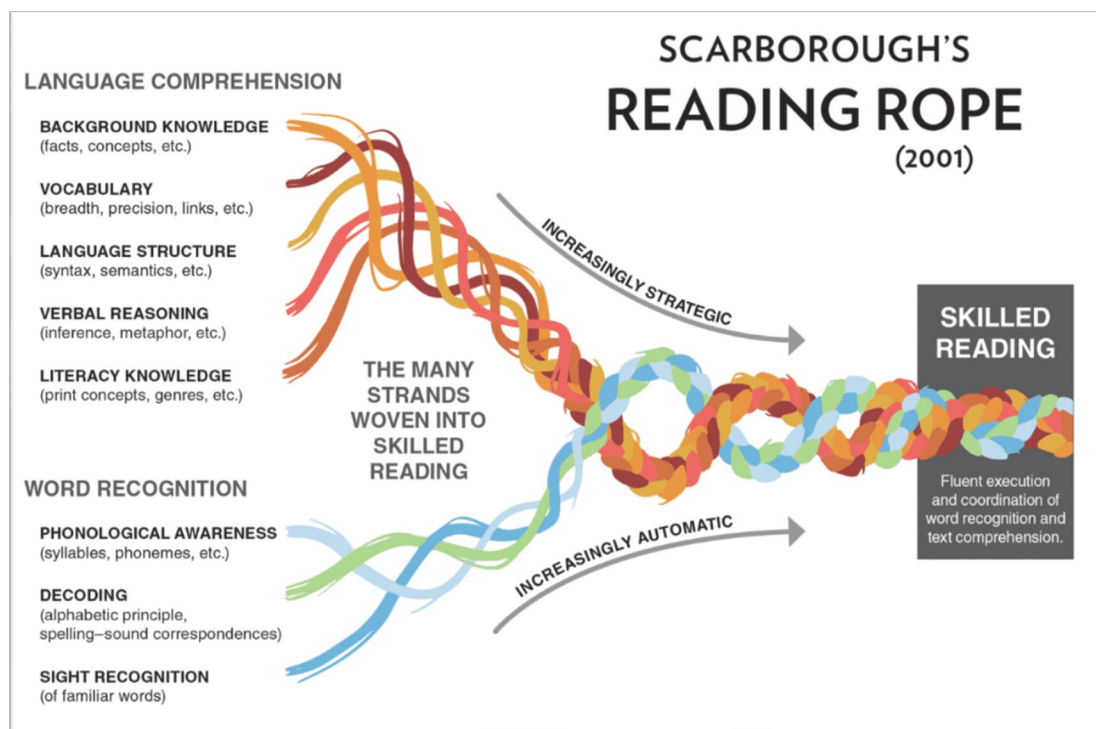 SCARBOROUGH'S
READING ROPE
(2001)
LANGUAGE COMPREHENSION
BACKGROUND KNOWLEDGE
(facts, concepts, etc.)
VOCABULARY
(breadth, precision, links, etc.)
LANGUAGE STRUCTURE
(syntax, semantics, etc.)
VERBAL REASONING
(inference, metaphor, etc.)
LITERACY KNOWLEDGE
(print concepts, genres, etc.)
THE MANY
STRANDS
WOVEN INTO
SKILLED
READING
WORD RECOGNITION
PHONOLOGICAL AWARENESS
(syllables, phonemes, etc.)
DECODING
(alphabetic principle,
spelling–sound correspondences)
SIGHT RECOGNITION
(of familiar words)
INCREASINGLY STRATEGIC
INCREASINGLY AUTOMATIC
SKILLED
READING
Fluent execution
and coordination of
word recognition and
text comprehension.